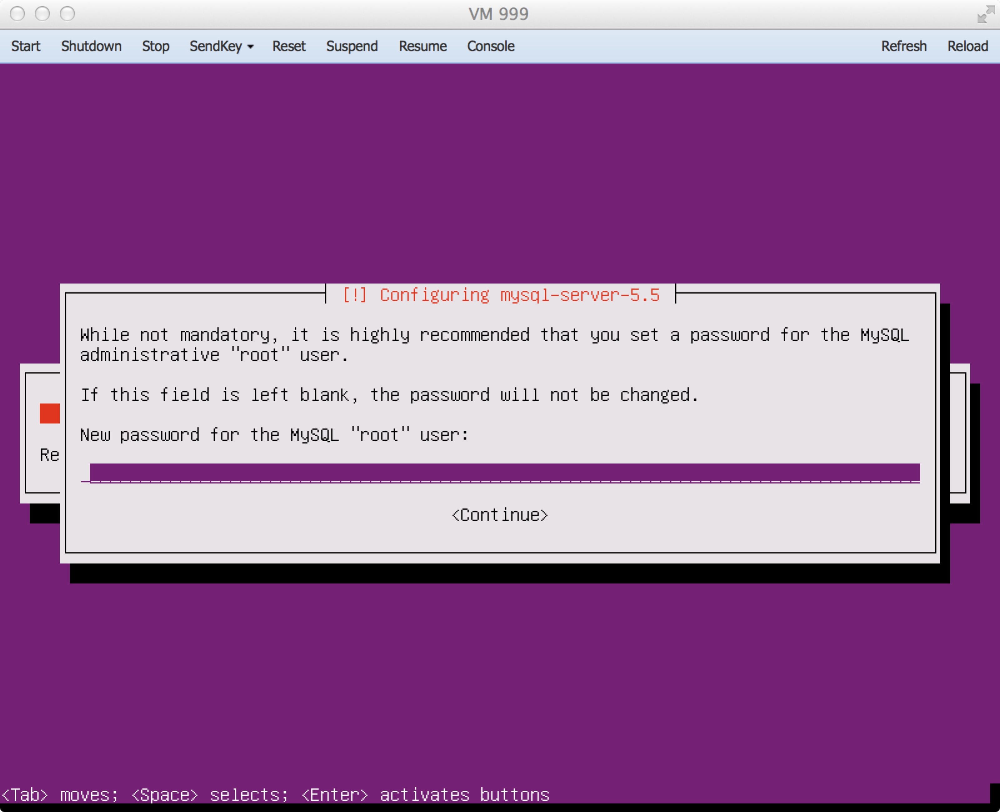 VM 999
Start Shutdown Stop SendKey Reset Suspend Resume Console Refresh Reload
[!] Configuring mysql-server-5.5
While not mandatory, it is highly recommended that you set a password for the MySQL
administrative "root" user.
If this field is left blank, the password will not be changed.
New password for the MySQL "root" user:
Re
<Continue>
<Tab> moves; <Space> selects; <Enter> activates buttons